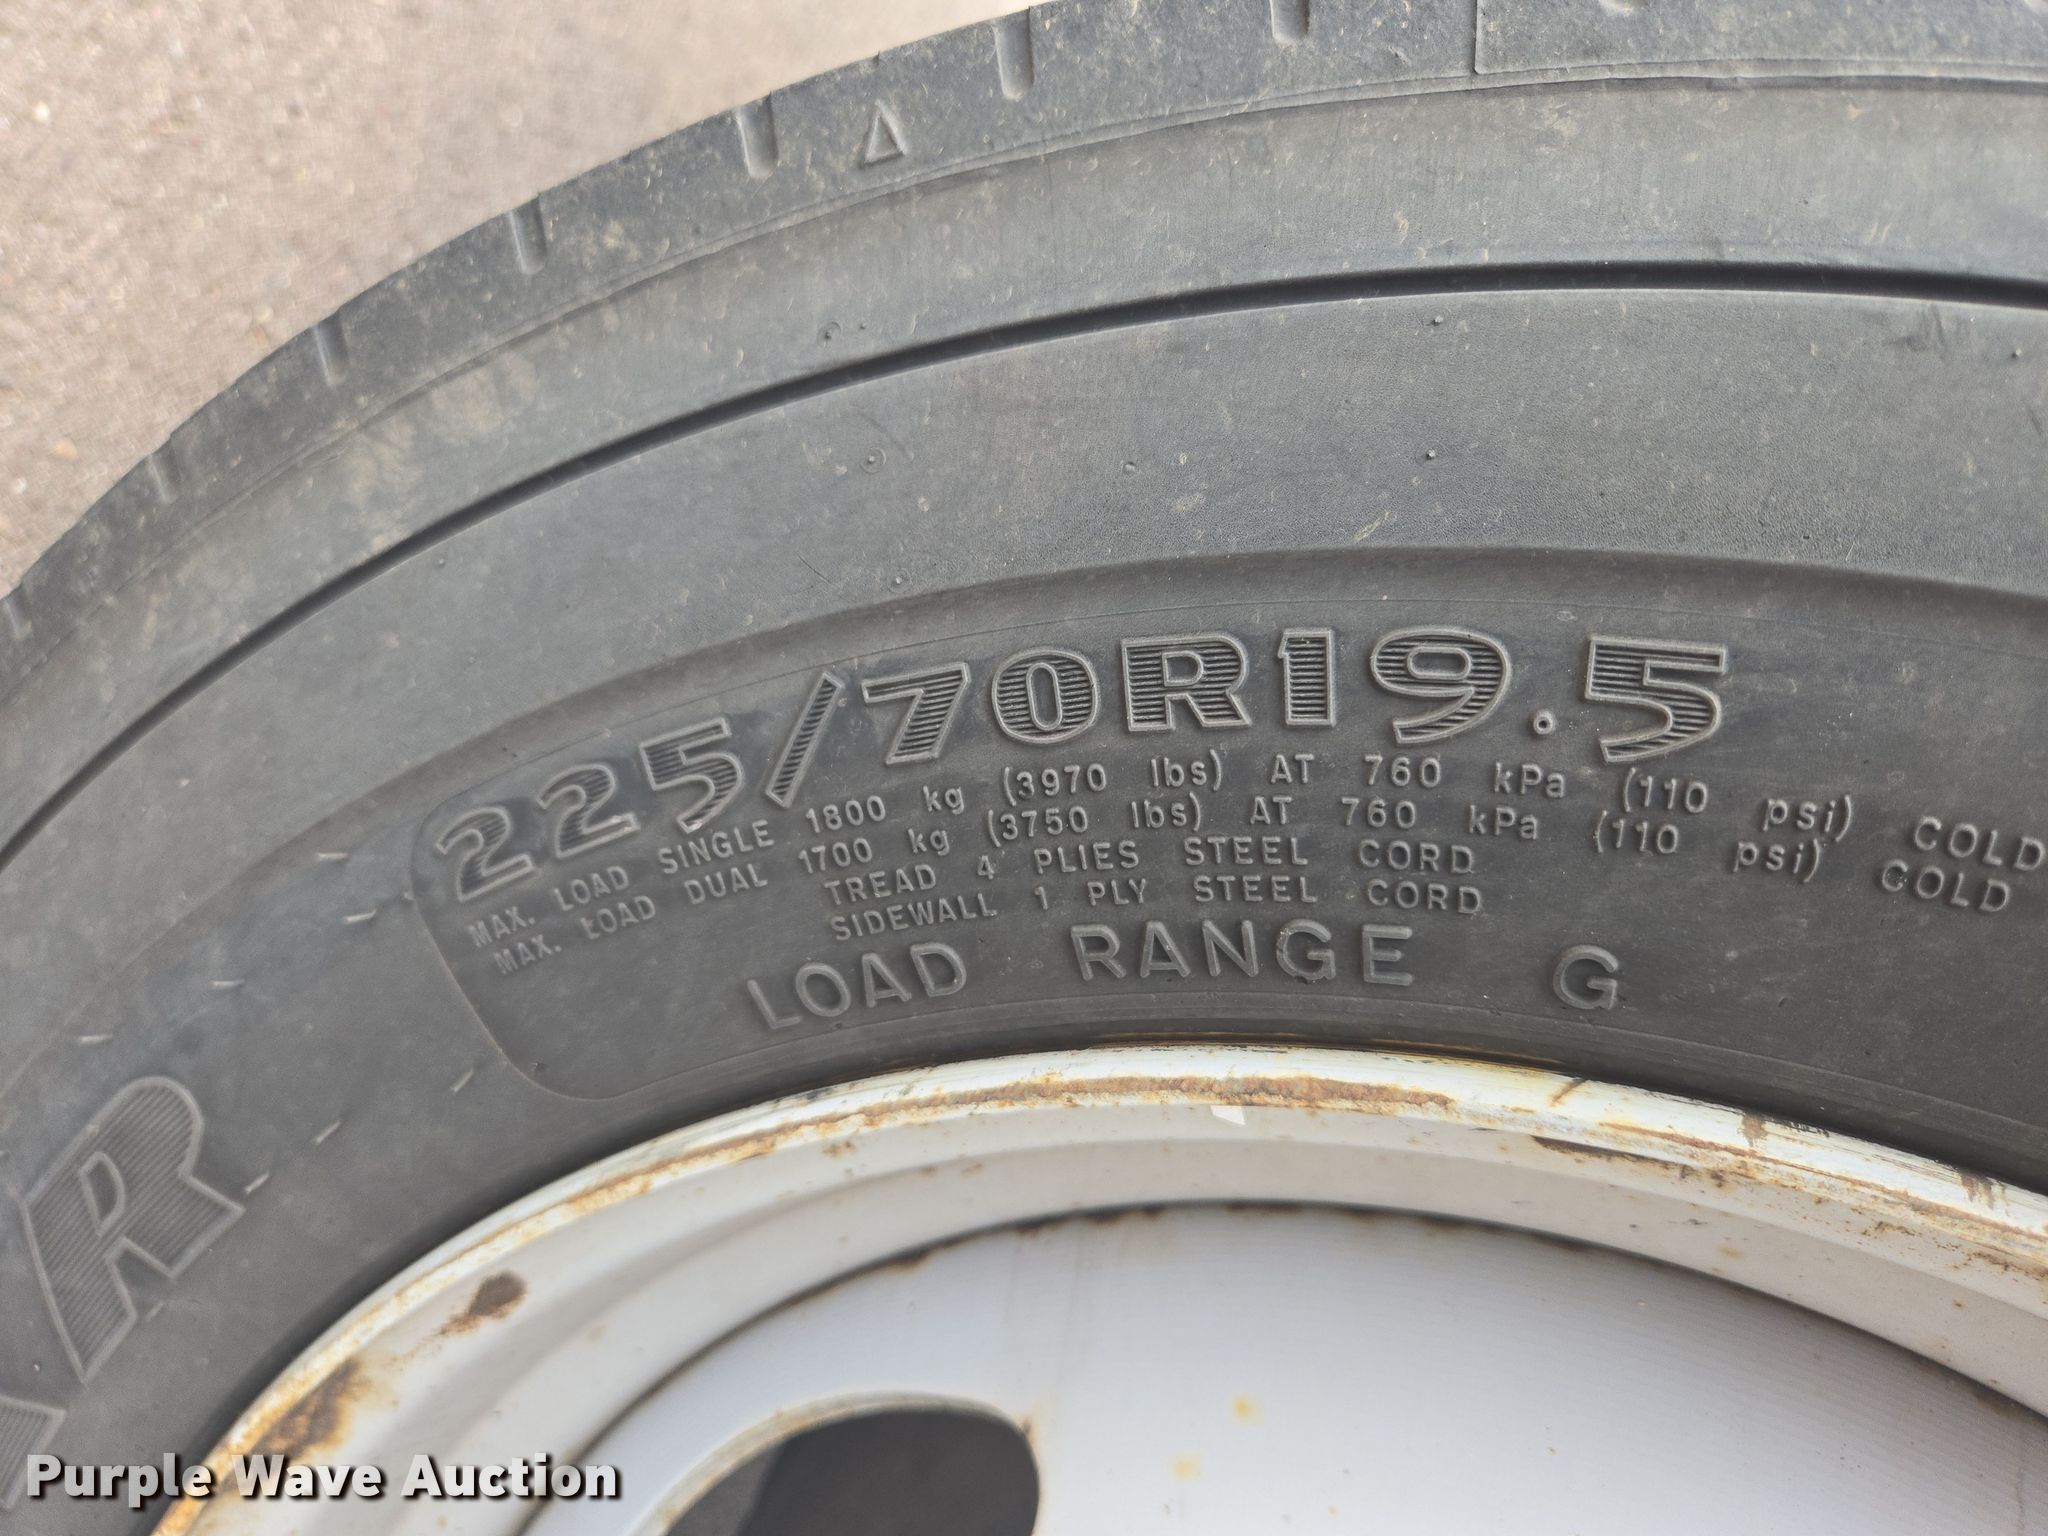 225/70R19.5
MAX. LOAD SINGLE 1800 kg (3970 lbs) AT 760 kPa (110 psi) COLD
MAX. LOAD DUAL 1700 kg (3750 lbs) AT 760 kPa (110 psi) COLD
TREAD 4 PLIES STEEL CORD
SIDEWALL 1 PLY STEEL CORD
LOAD RANGE G
R
Purple Wave Auction